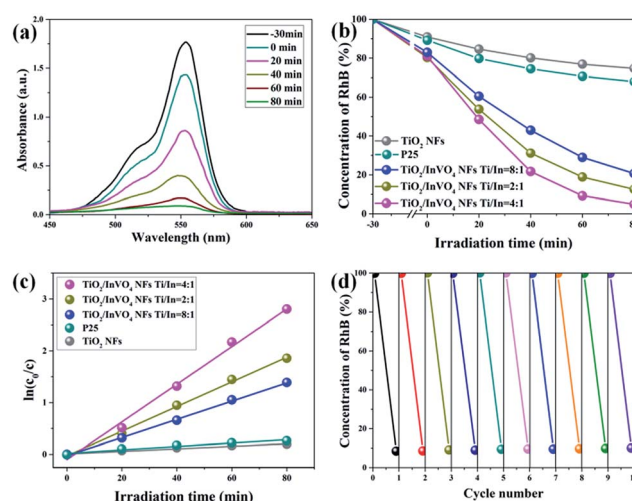 (a)
2.0
1.5
1.0
0.5
0.0
Absorbance (a.u.)
-30min
0 min
20 min
40 min
60 min
80 min
450 500 550 600 650
Wavelength (nm)
(b)
100
80
60
40
20
0
Concentration of RhB (%)
TiO2 NFs
P25
TiO2/InVO4 NFs Ti/In=8:1
TiO2/InVO4 NFs Ti/In=2:1
TiO2/InVO4 NFs Ti/In=4:1
0 20 40 60 80
Irradiation time (min)
(c)
3
2
1
0
ln(c0/c)
TiO2/InVO4 NFs Ti/In=4:1
TiO2/InVO4 NFs Ti/In=2:1
TiO2/InVO4 NFs Ti/In=8:1
P25
TiO2 NFs
0 20 40 60 80
Irradiation time (min)
(d)
100
80
60
40
20
0
Concentration of RhB (%)
0 1 2 3 4 5 6 7 8 9
Cycle number